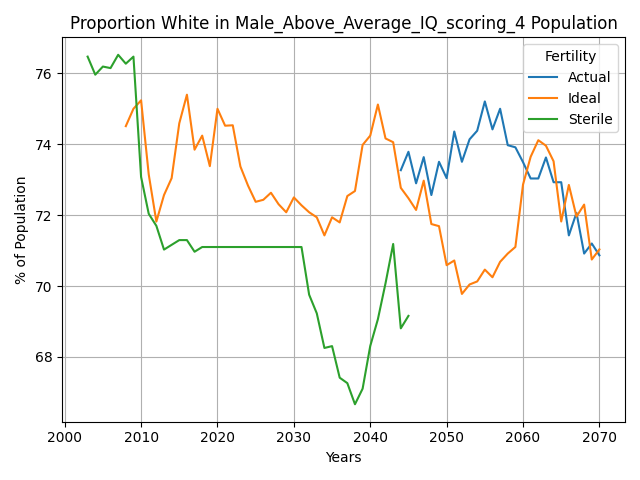 Proportion White in Male_Above_Average_IQ_scoring_4 Population
Fertility
Actual
Ideal
Sterile
% of Population
76
74
72
70
68
2000 2010 2020 2030 2040 2050 2060 2070
Years